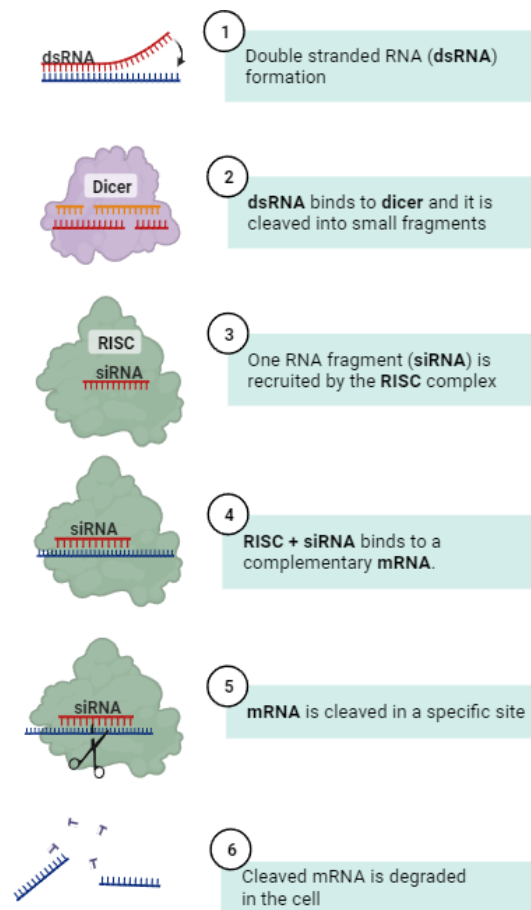 dsRNA
1
Double stranded RNA (dsRNA)
formation
Dicer
2
dsRNA binds to dicer and it is
cleaved into small fragments
RISC
siRNA
3
One RNA fragment (siRNA) is
recruited by the RISC complex
siRNA
4
RISC + siRNA binds to a
complementary mRNA.
siRNA
5
mRNA is cleaved in a specific site
6
Cleaved mRNA is degraded
in the cell